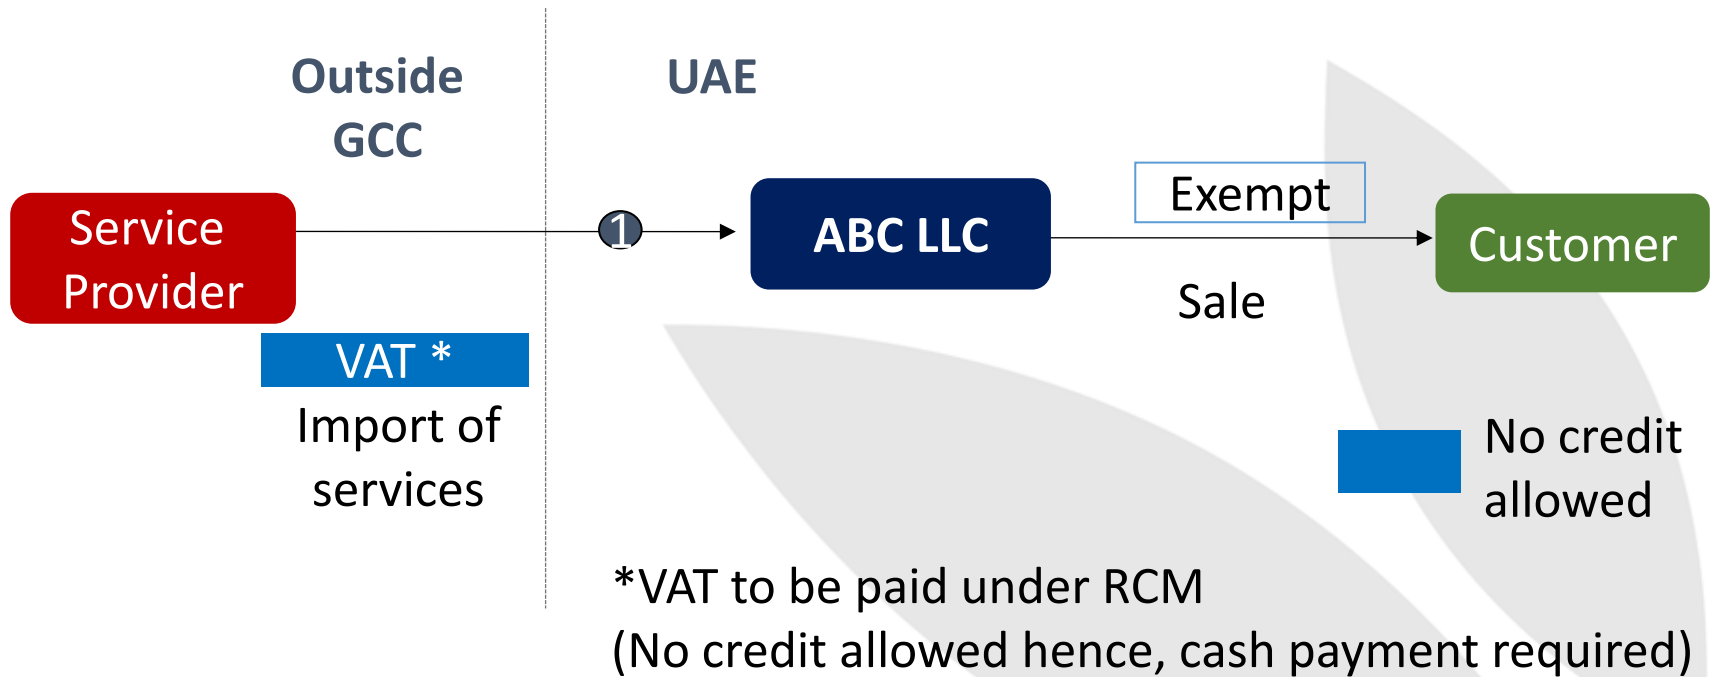 Outside
GCC
UAE
Service
Provider
1
ABC LLC
Exempt
Customer
Sale
VAT *
Import of
services
No credit
allowed
*VAT to be paid under RCM
(No credit allowed hence, cash payment required)